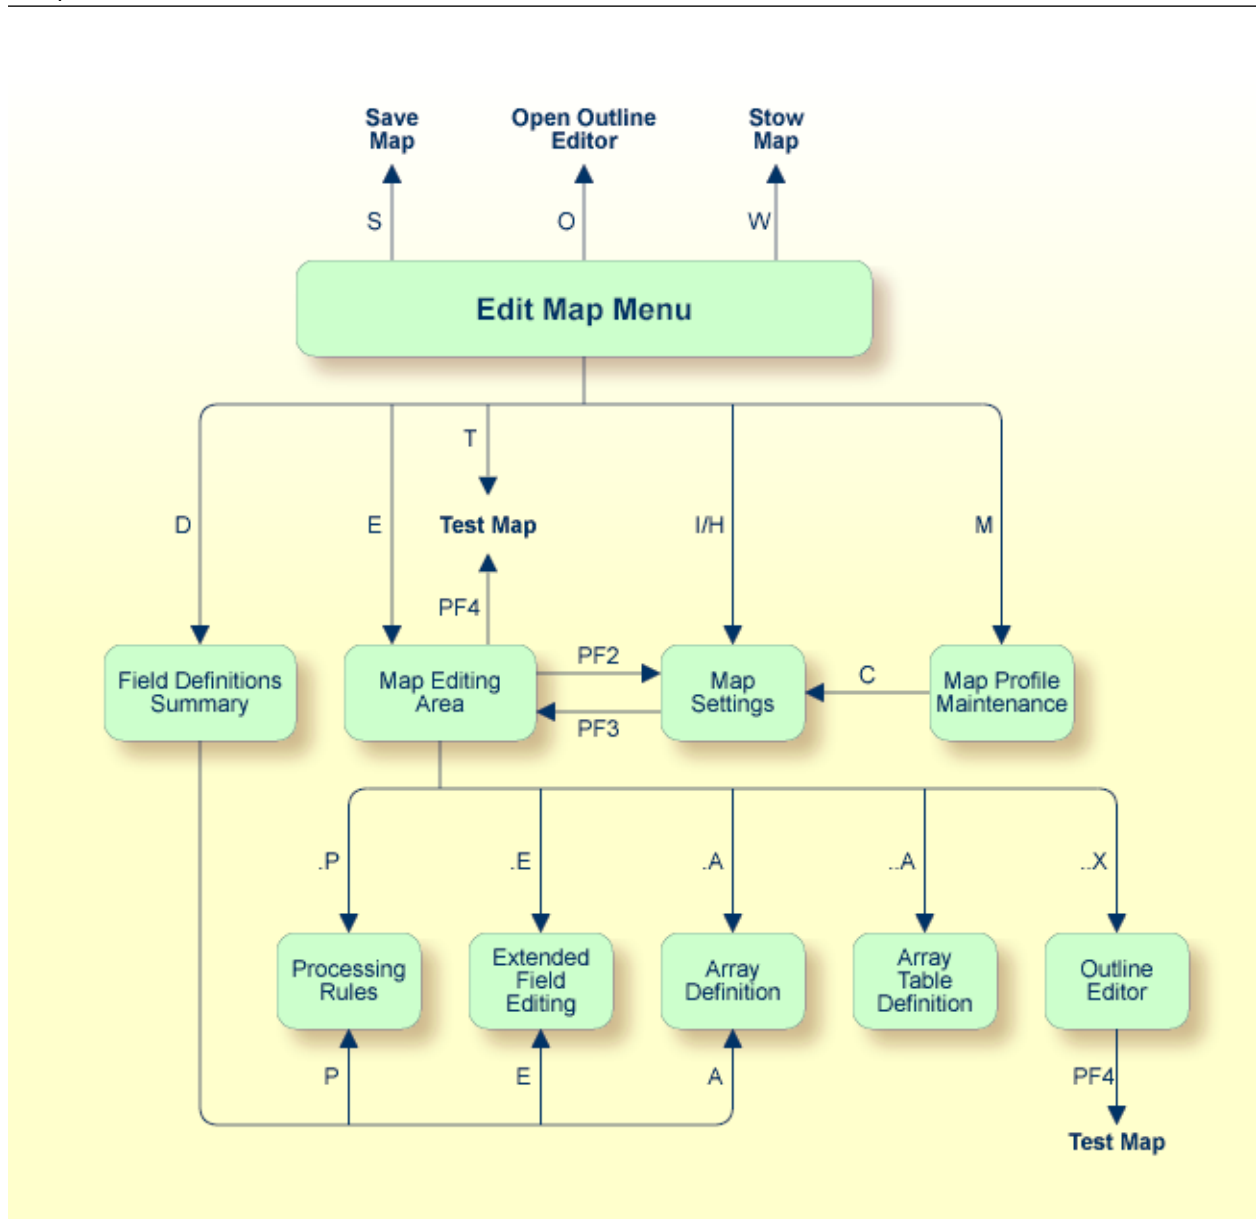 Save
Map
Open Outline
Editor
Stow
Map
S
O
W
Edit Map Menu
T
D
E
Test Map
I/H
M
PF4
PF2
C
Field Definitions
Summary
Map Editing
Area
Map
Settings
Map Profile
Maintenance
PF3
.P
.E
.A
..A
..X
Processing
Rules
Extended
Field
Editing
Array
Definition
Array
Table
Definition
Outline
Editor
P
E
A
PF4
Test Map